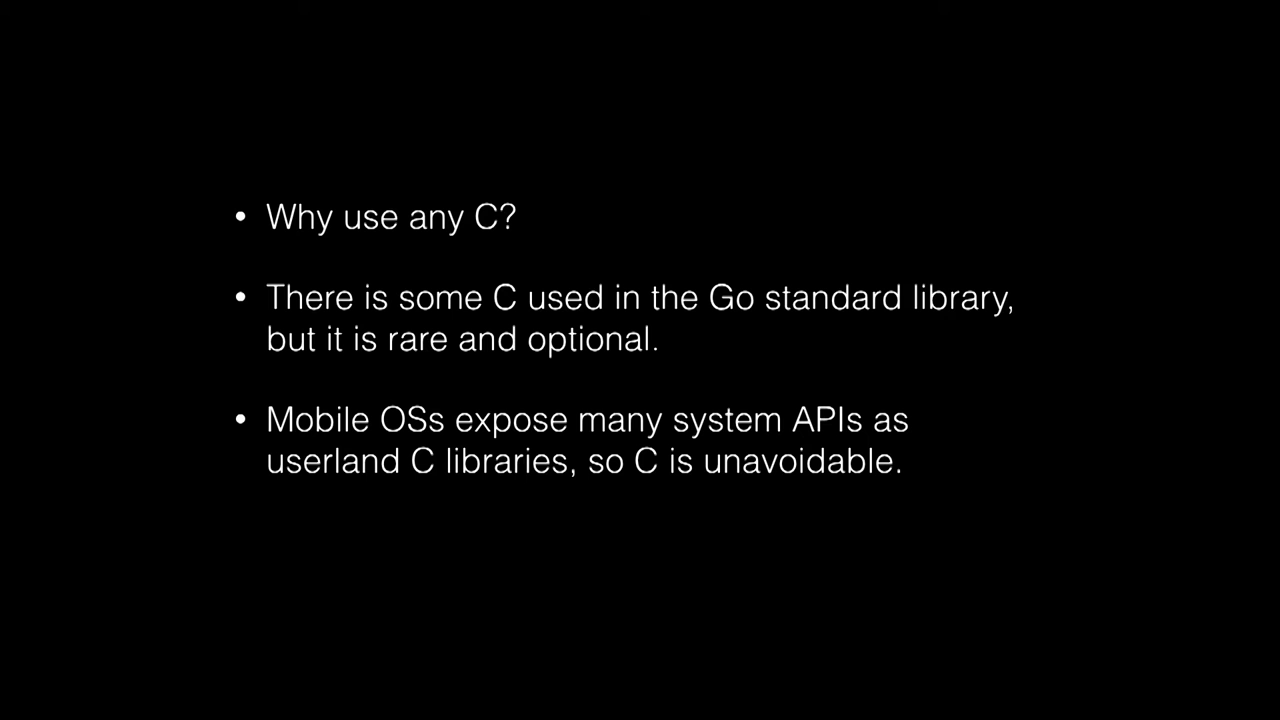 • Why use any C?
• There is some C used in the Go standard library,
but it is rare and optional.
• Mobile OSs expose many system APIs as
userland C libraries, so C is unavoidable.